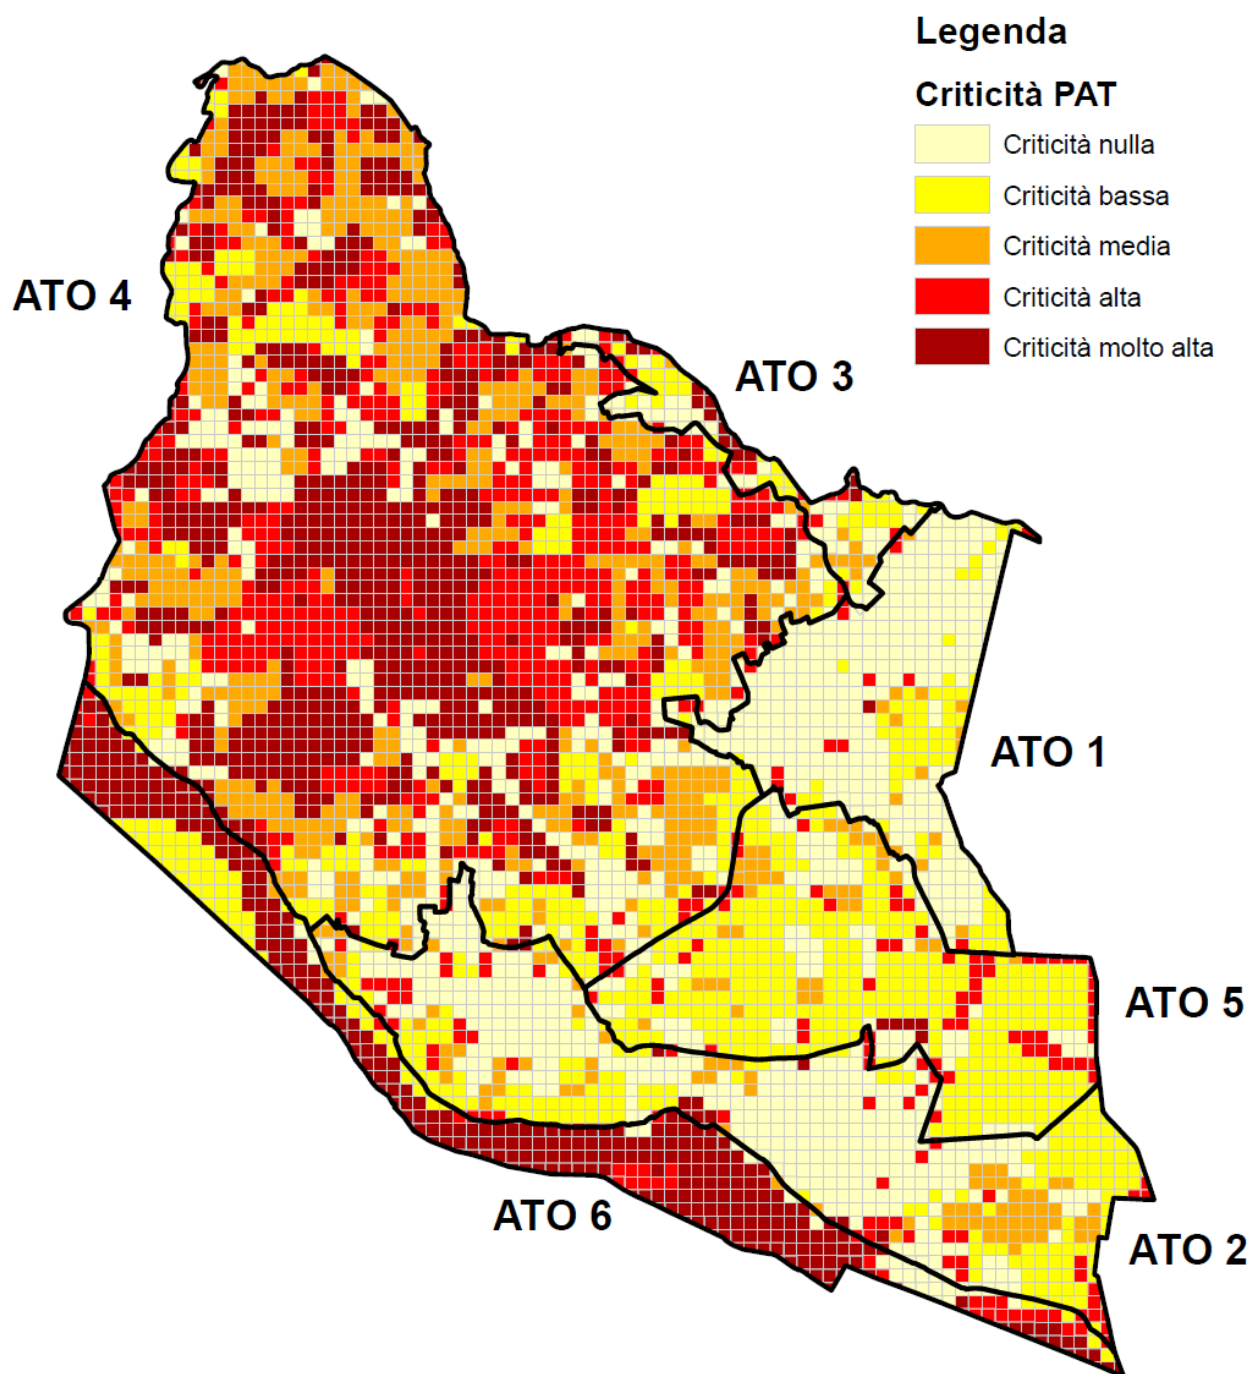 Legenda
Criticità PAT
Criticità nulla
Criticità bassa
Criticità media
Criticità alta
Criticità molto alta
ATO 4
ATO 3
ATO 1
ATO 5
ATO 6
ATO 2